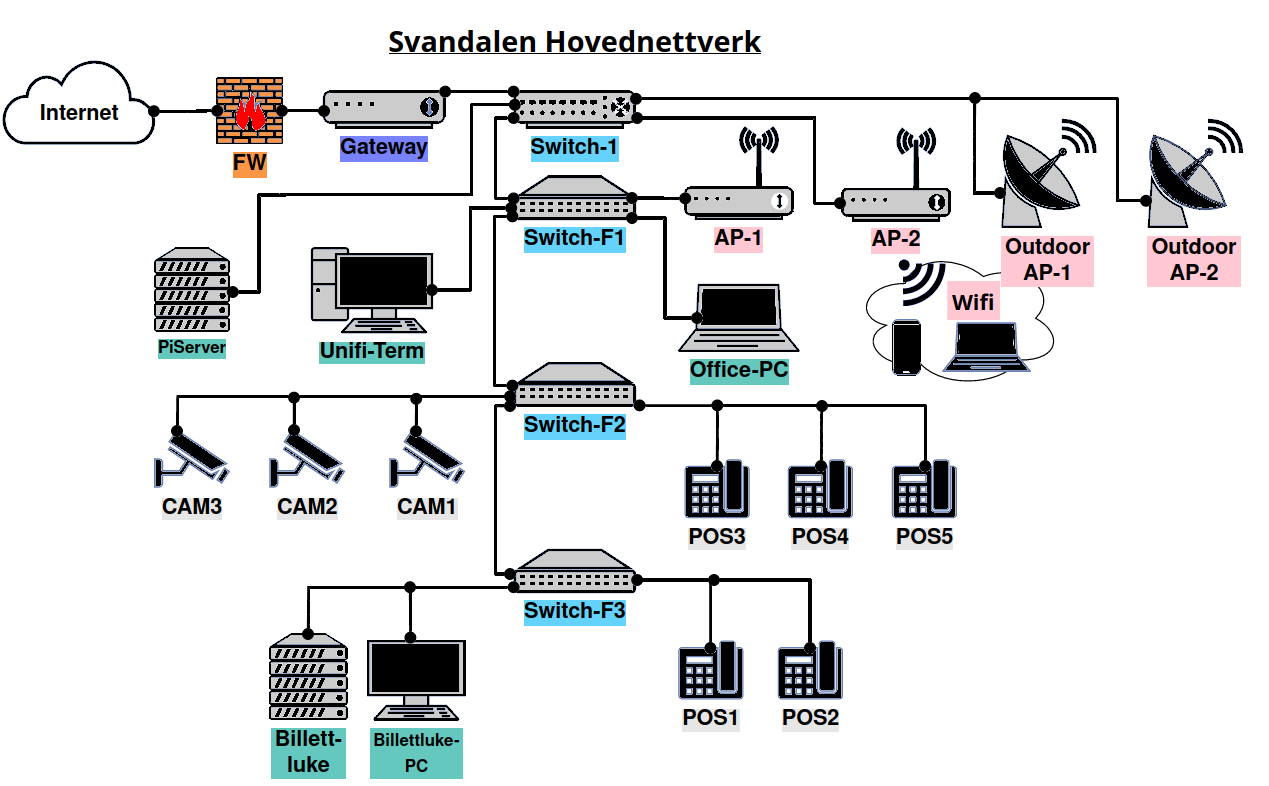 Svandalen Hovednettverk
Internet
FW
Gateway
Switch-1
Switch-F1
AP-1
AP-2
Outdoor
AP-1
Outdoor
AP-2
Wifi
PiServer
Unifi-Term
Office-PC
Switch-F2
CAM3
CAM2
CAM1
POS3
POS4
POS5
Switch-F3
POS1
POS2
Billett-
luke
Billettluke-
PC